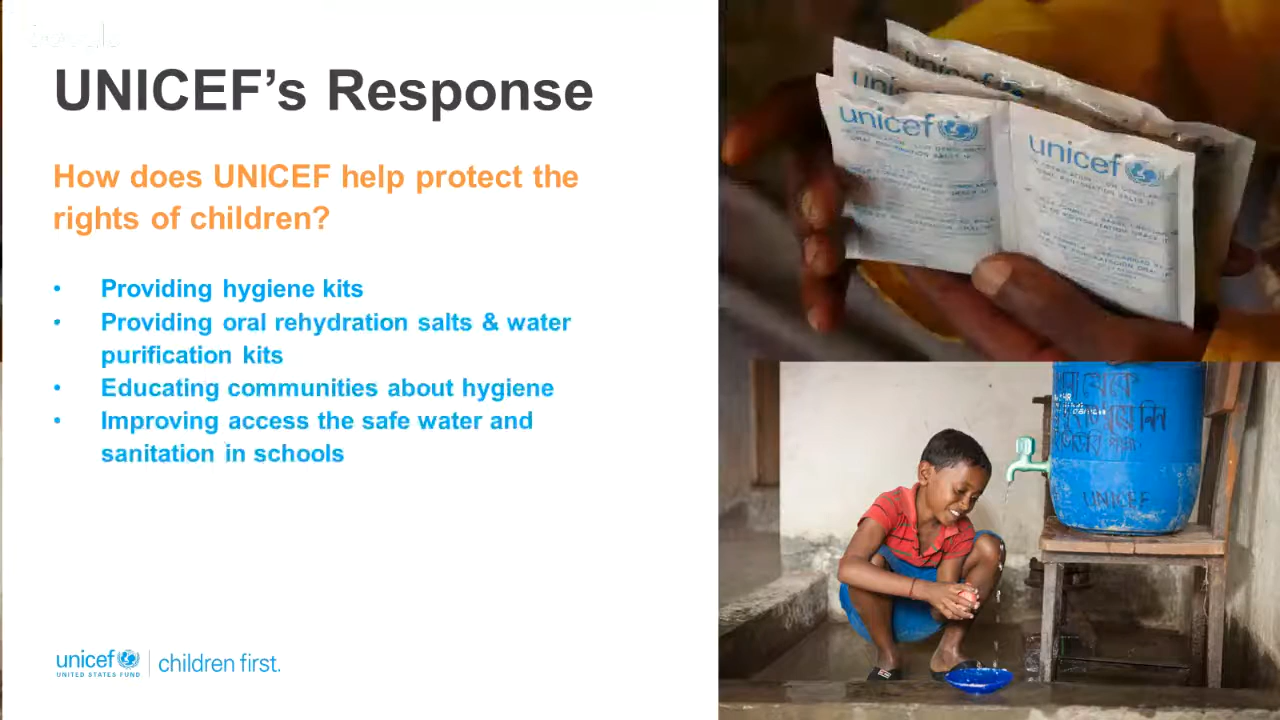 UNICEF’s Response
How does UNICEF help protect the
rights of children?
• Providing hygiene kits
• Providing oral rehydration salts & water
purification kits
• Educating communities about hygiene
• Improving access the safe water and
sanitation in schools
unicef
UNITED STATES FUND
children first.
unicef
unicef
unicef
unicef
থেকে
নিন
UNICEF